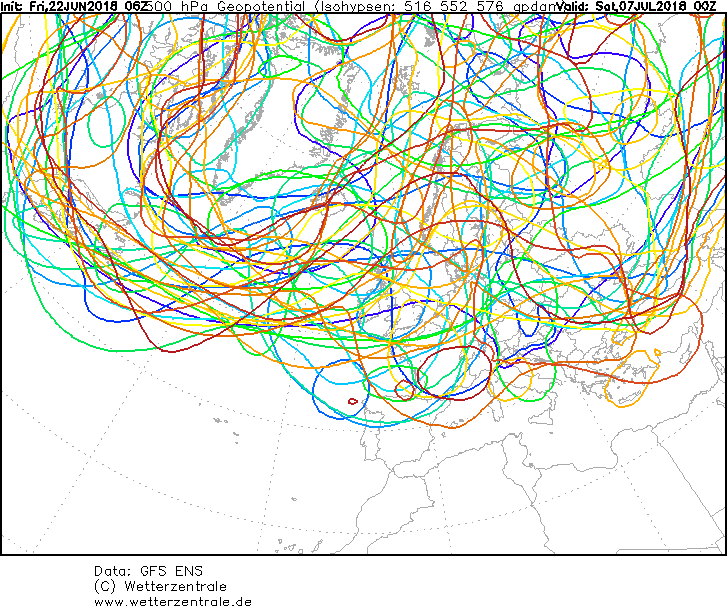 Init: Fri,22JUN2018 06Z 500 hPa Geopotential (Isohypsen: 516 552 576 gpdam) Valid: Sat,07JUL2018 00Z
Data: GFS ENS
(C) Wetterzentrale
www.wetterzentrale.de